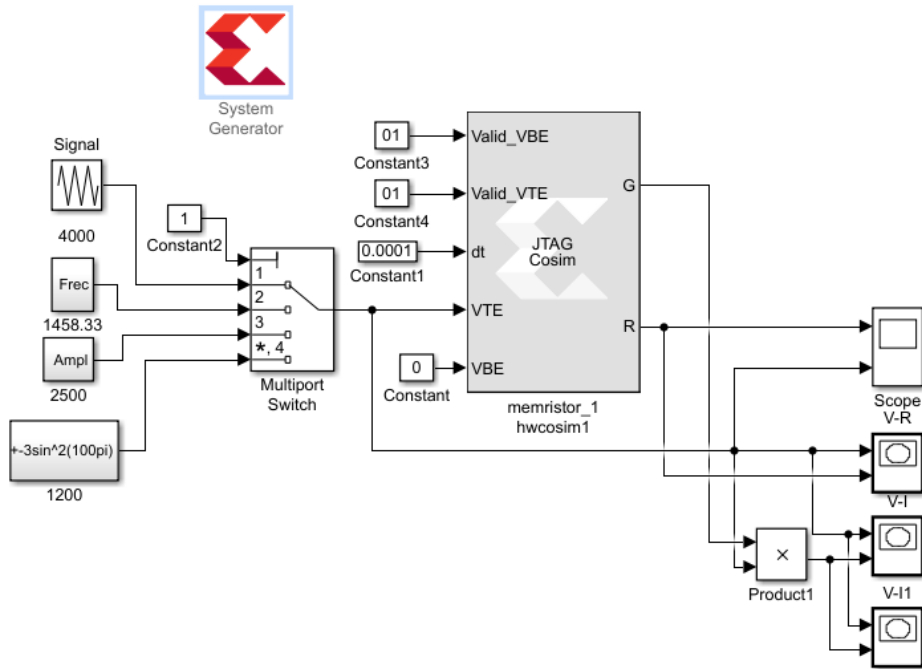 System
Generator
Signal
4000
1
Constant2
Frec
1458.33
Ampl
2500
+-3sin^2(100pi)
1200
1
2
3
*, 4
Multiport
Switch
01
Constant3
01
Constant4
0.0001
Constant1
0
Constant
Valid_VBE
Valid_VTE
dt
VTE
VBE
JTAG
Cosim
G
R
memristor_1
hwcosim1
×
Product1
Scope
V-R
V-I
V-I1